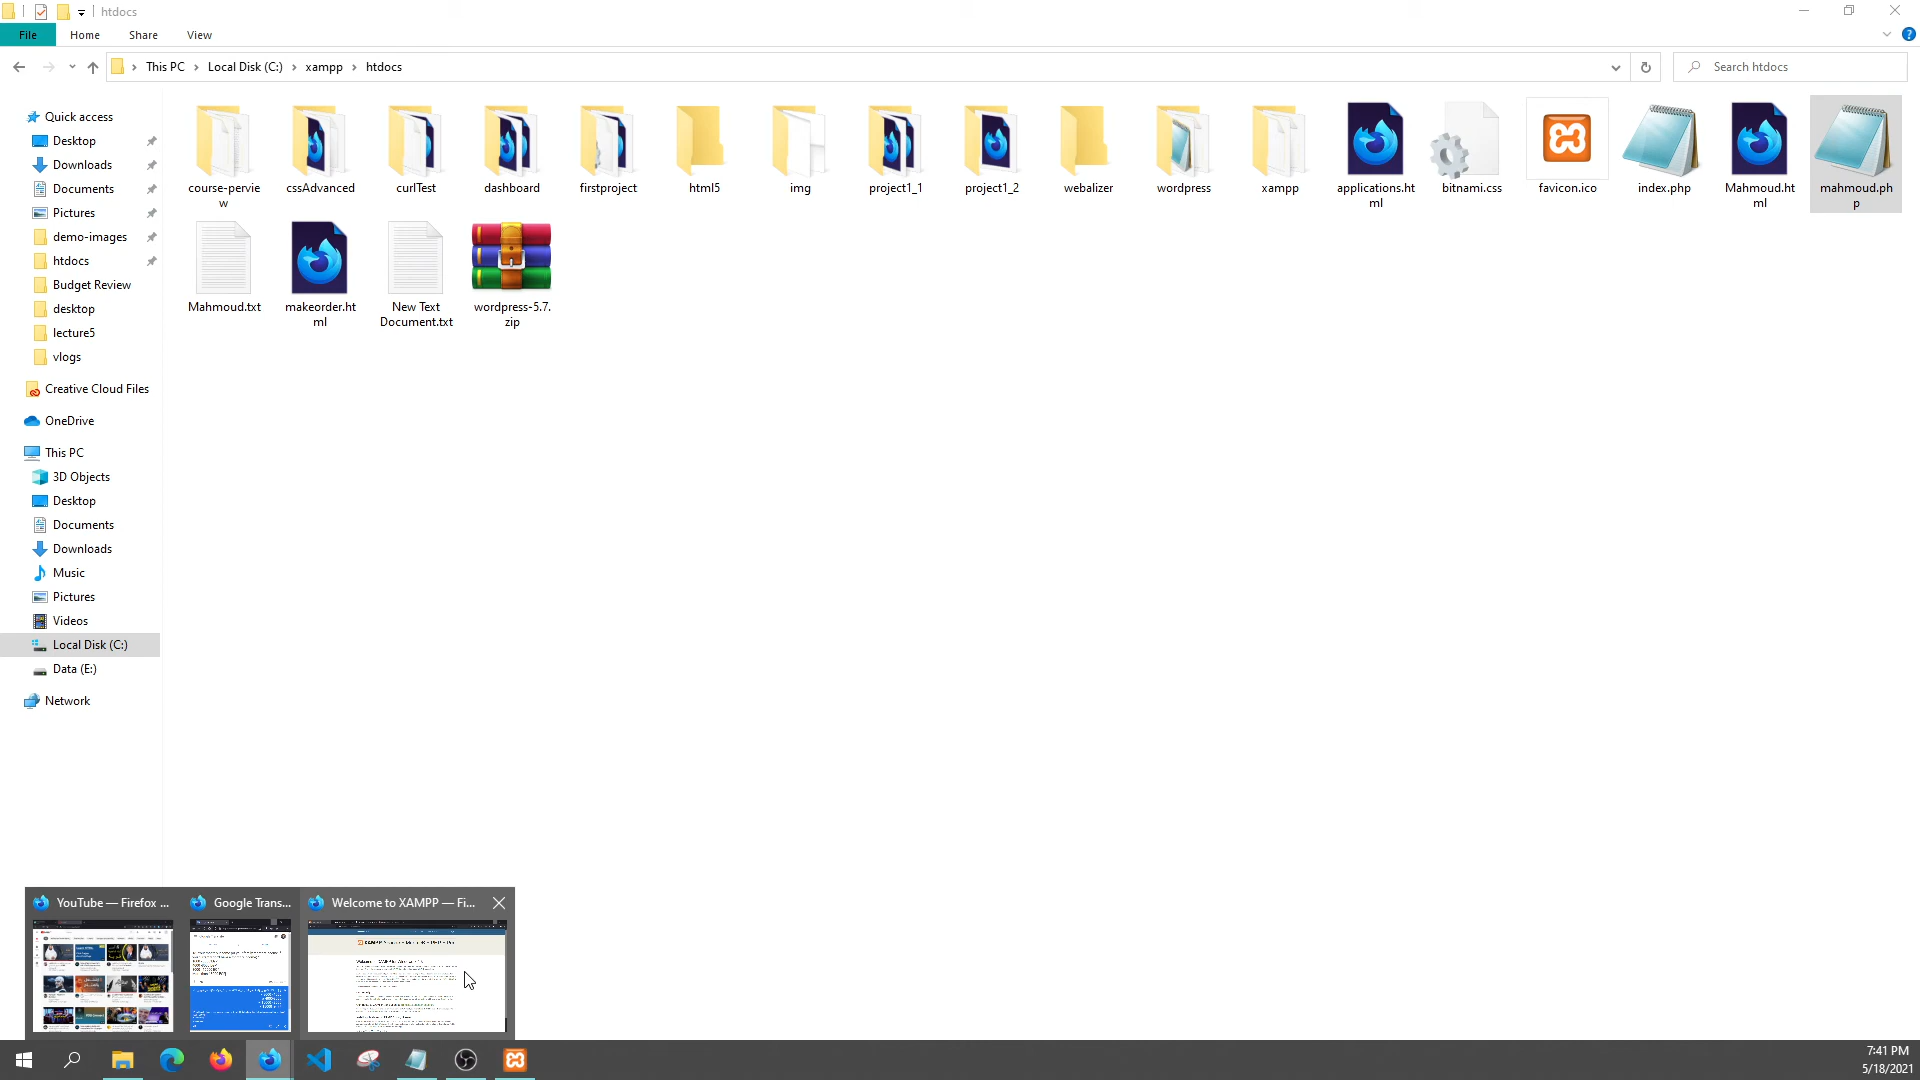 htdocs
File Home Share View
This PC Local Disk (C:) xampp htdocs
Search htdocs
Quick access
Desktop
Downloads
Documents
Pictures
demo-images
htdocs
Budget Review
desktop
lecture5
vlogs
Creative Cloud Files
OneDrive
This PC
3D Objects
Desktop
Documents
Downloads
Music
Pictures
Videos
Local Disk (C:)
Data (E:)
Network
course-pervie
w
cssAdvanced
curlTest
dashboard
firstproject
html5
img
project1_1
project1_2
webalizer
wordpress
xampp
applications.ht
ml
bitnami.css
favicon.ico
index.php
Mahmoud.ht
ml
mahmoud.ph
p
Mahmoud.txt
makeorder.ht
ml
New Text
Document.txt
wordpress-5.7.
zip
YouTube — Firefox ...
Google Trans...
Welcome to XAMPP — Fi...
7:41 PM
5/18/2021